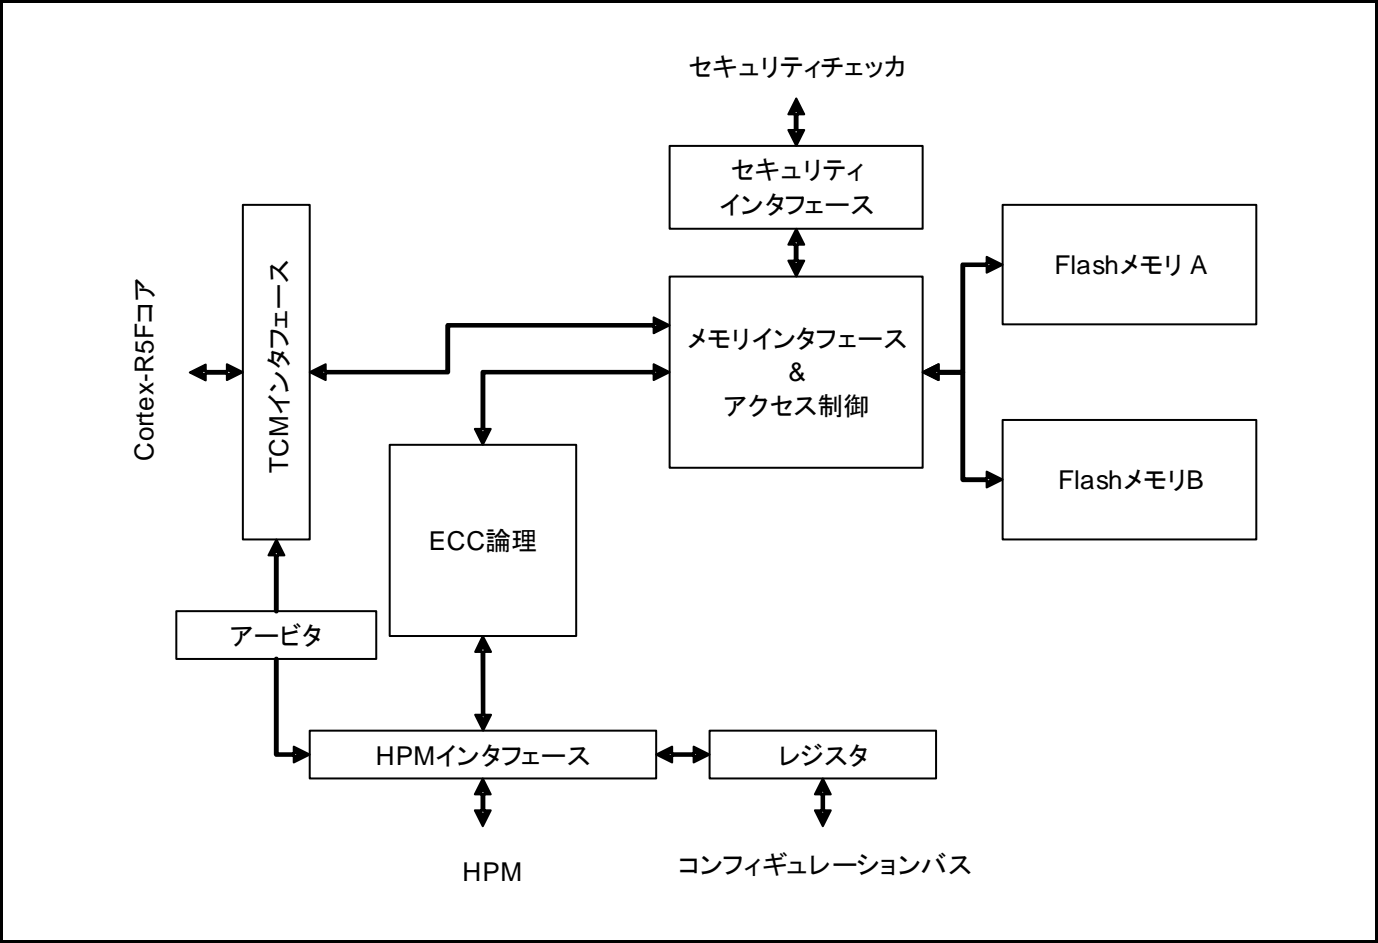 セキュリティチェッカ
セキュリティ
インタフェース
Cortex-R5Fコア
TCMインタフェース
メモリインタフェース
&
アクセス制御
Flashメモリ A
FlashメモリB
ECC論理
アービタ
HPMインタフェース
レジスタ
HPM
コンフィギュレーションバス